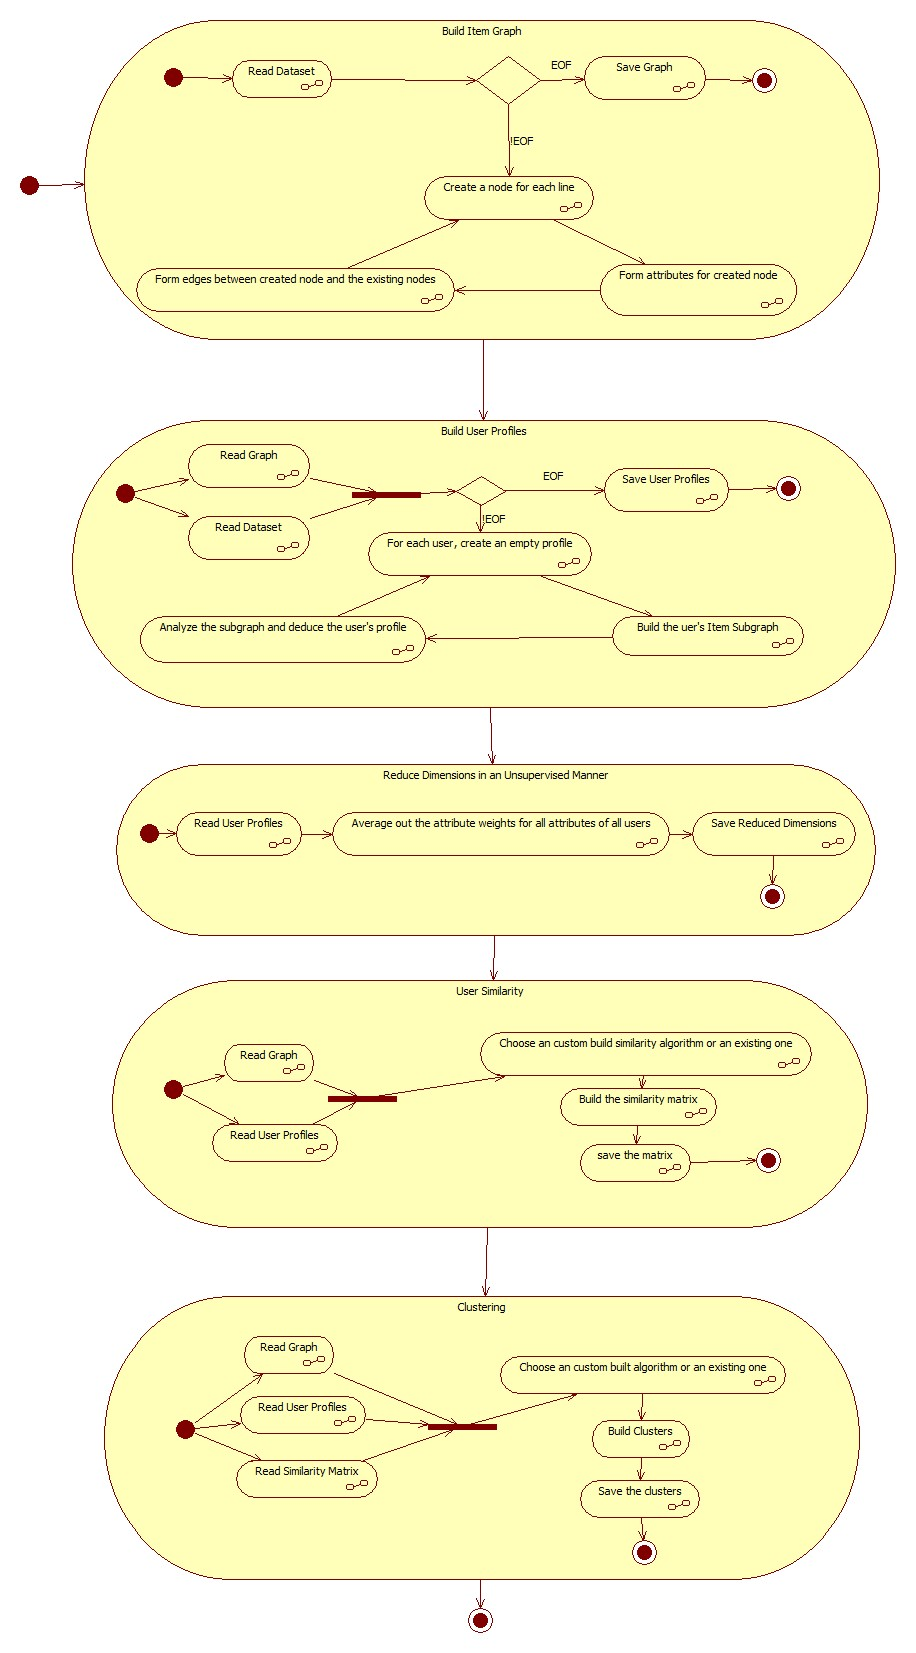 Build Item Graph
Read Dataset
EOF
Save Graph
!EOF
Create a node for each line
Form edges between created node and the existing nodes
Form attributes for created node
Build User Profiles
Read Graph
EOF
Save User Profiles
Read Dataset
!EOF
For each user, create an empty profile
Analyze the subgraph and deduce the user's profile
Build the uer's Item Subgraph
Reduce Dimensions in an Unsupervised Manner
Read User Profiles
Average out the attribute weights for all attributes of all users
Save Reduced Dimensions
User Similarity
Read Graph
Choose an custom build similarity algorithm or an existing one
Build the similarity matrix
Read User Profiles
save the matrix
Clustering
Read Graph
Choose an custom built algorithm or an existing one
Read User Profiles
Build Clusters
Read Similarity Matrix
Save the clusters